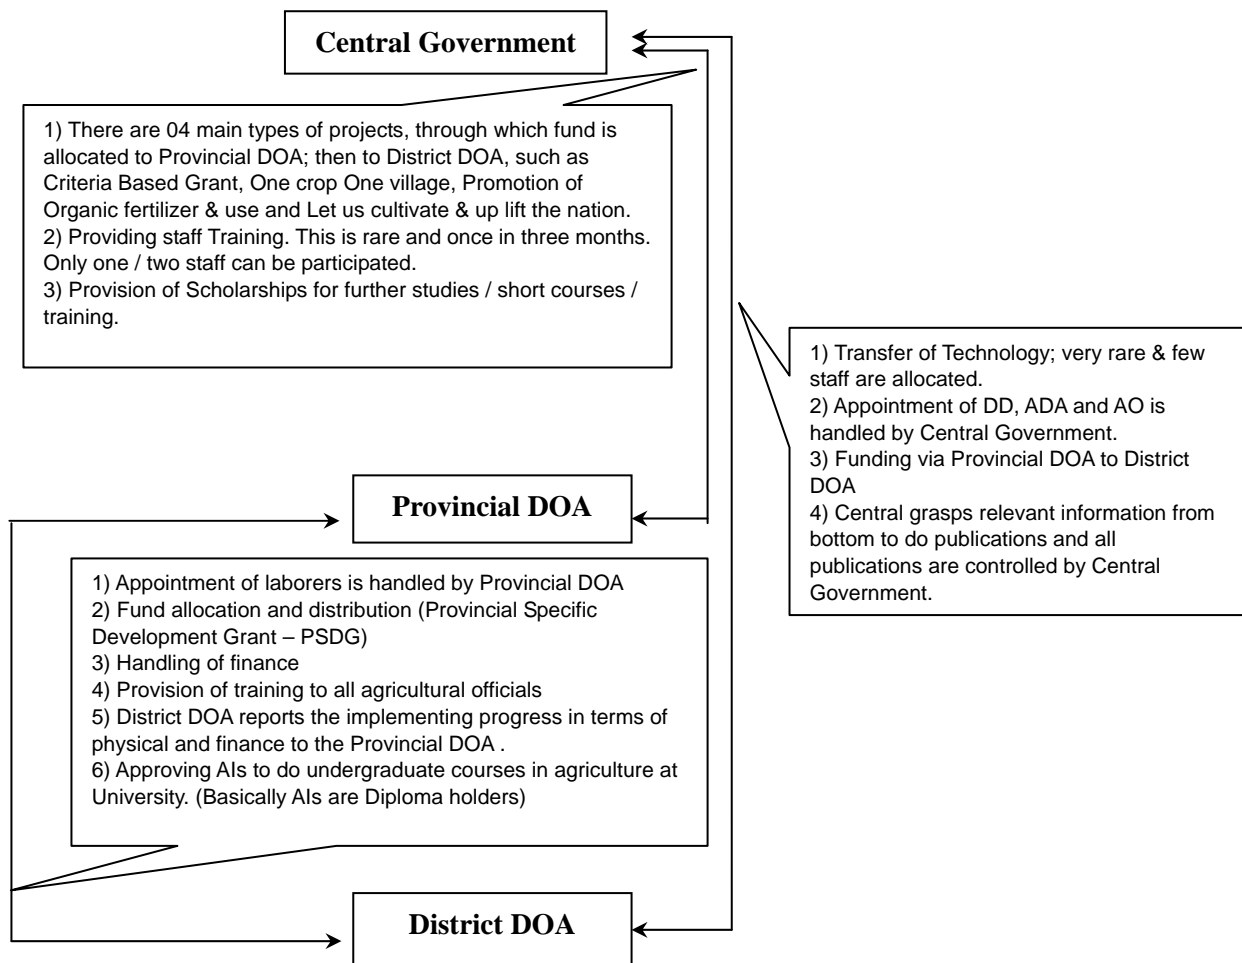 Central Government
1) There are 04 main types of projects, through which fund is
allocated to Provincial DOA; then to District DOA, such as
Criteria Based Grant, One crop One village, Promotion of
Organic fertilizer & use and Let us cultivate & up lift the nation.
2) Providing staff Training. This is rare and once in three months.
Only one / two staff can be participated.
3) Provision of Scholarships for further studies / short courses /
training.
1) Transfer of Technology; very rare & few
staff are allocated.
2) Appointment of DD, ADA and AO is
handled by Central Government.
3) Funding via Provincial DOA to District
DOA
4) Central grasps relevant information from
bottom to do publications and all
publications are controlled by Central
Government.
Provincial DOA
1) Appointment of laborers is handled by Provincial DOA
2) Fund allocation and distribution (Provincial Specific
Development Grant – PSDG)
3) Handling of finance
4) Provision of training to all agricultural officials
5) District DOA reports the implementing progress in terms of
physical and finance to the Provincial DOA .
6) Approving AIs to do undergraduate courses in agriculture at
University. (Basically AIs are Diploma holders)
District DOA